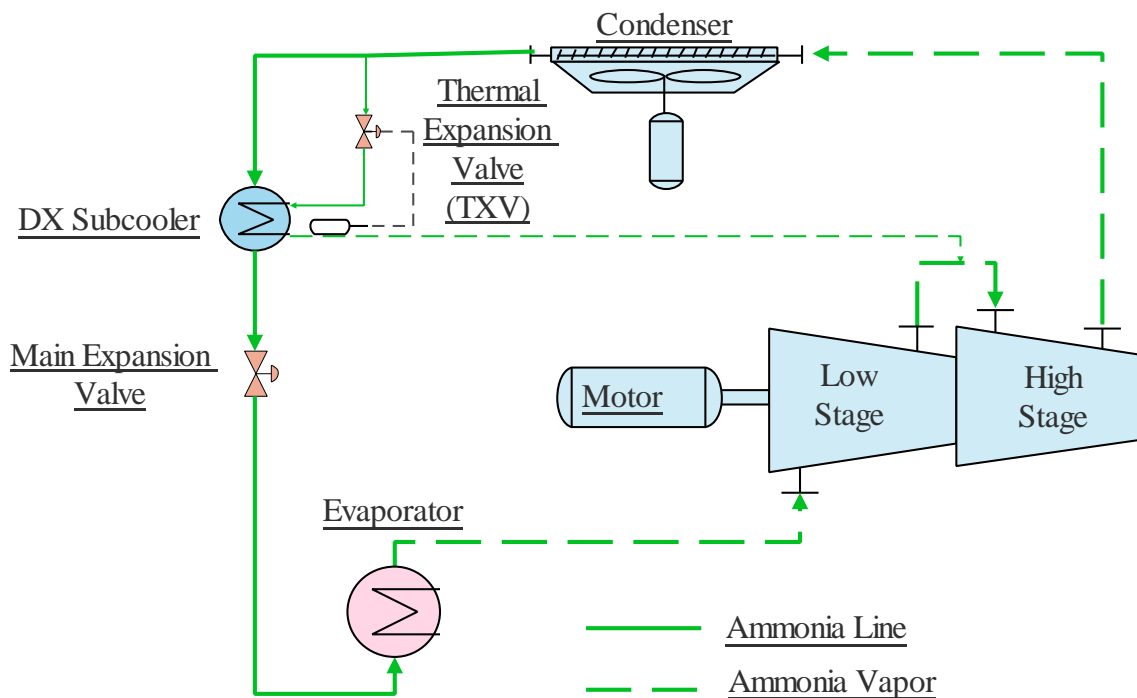 Condenser
Thermal
Expansion
Valve
(TXV)
DX Subcooler
Main Expansion
Valve
Motor
Low
Stage
High
Stage
Evaporator
Ammonia Line
Ammonia Vapor